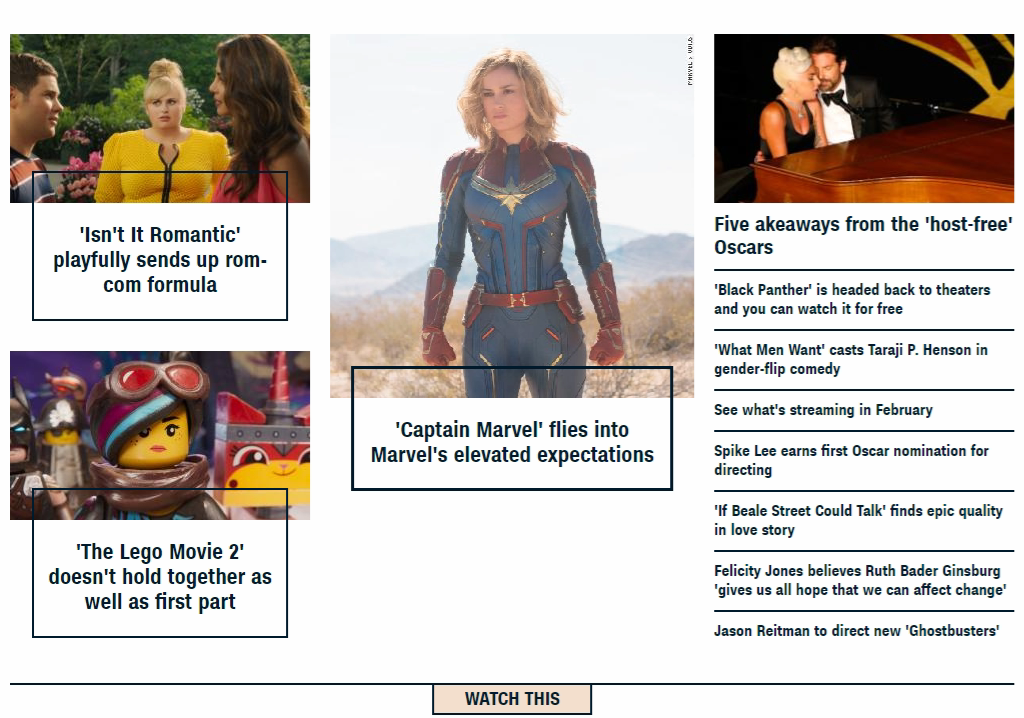 'Isn't It Romantic'
playfully sends up rom-
com formula
'The Lego Movie 2'
doesn't hold together as
well as first part
'Captain Marvel' flies into
Marvel's elevated expectations
Five akeaways from the 'host-free'
Oscars
'Black Panther' is headed back to theaters
and you can watch it for free
'What Men Want' casts Taraji P. Henson in
gender-flip comedy
See what's streaming in February
Spike Lee earns first Oscar nomination for
directing
'If Beale Street Could Talk' finds epic quality
in love story
Felicity Jones believes Ruth Bader Ginsburg
'gives us all hope that we can affect change'
Jason Reitman to direct new 'Ghostbusters'
WATCH THIS